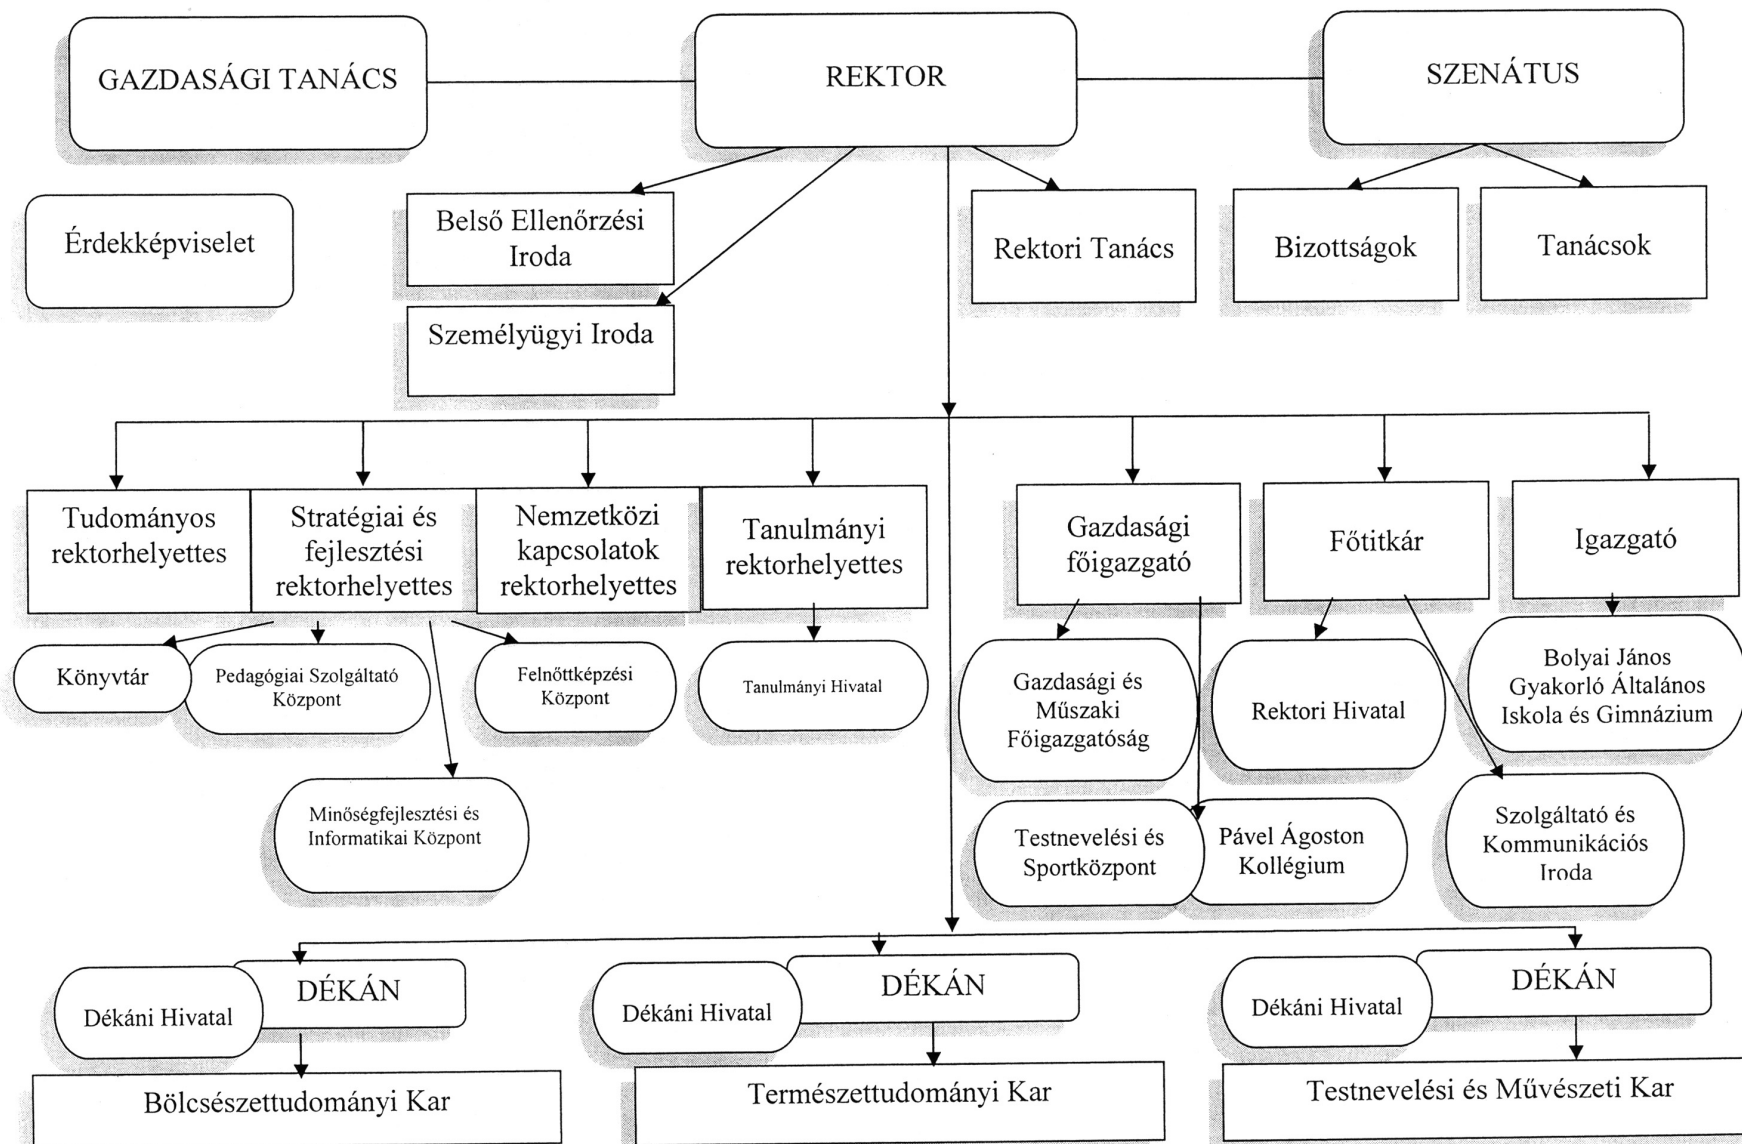 GAZDASÁGI TANÁCS
REKTOR
SZENÁTUS
Érdekképviselet
Belső Ellenőrzési
Iroda
Rektori Tanács
Bizottságok
Tanácsok
Személyügyi Iroda
Tudományos
rektorhelyettes
Stratégiai és
fejlesztési
rektorhelyettes
Nemzetközi
kapcsolatok
rektorhelyettes
Tanulmányi
rektorhelyettes
Gazdasági
főigazgató
Főtitkár
Igazgató
Könyvtár
Pedagógiai Szolgáltató
Központ
Felnőttképzési
Központ
Tanulmányi Hivatal
Gazdasági és
Műszaki
Főigazgatóság
Rektori Hivatal
Bolyai János
Gyakorló Általános
Iskola és Gimnázium
Minőségfejlesztési és
Informatikai Központ
Testnevelési és
Sportközpont
Pável Ágoston
Kollégium
Szolgáltató és
Kommunikációs
Iroda
Dékáni Hivatal
DÉKÁN
Dékáni Hivatal
DÉKÁN
Dékáni Hivatal
DÉKÁN
Bölcsészettudományi Kar
Természettudományi Kar
Testnevelési és Művészeti Kar